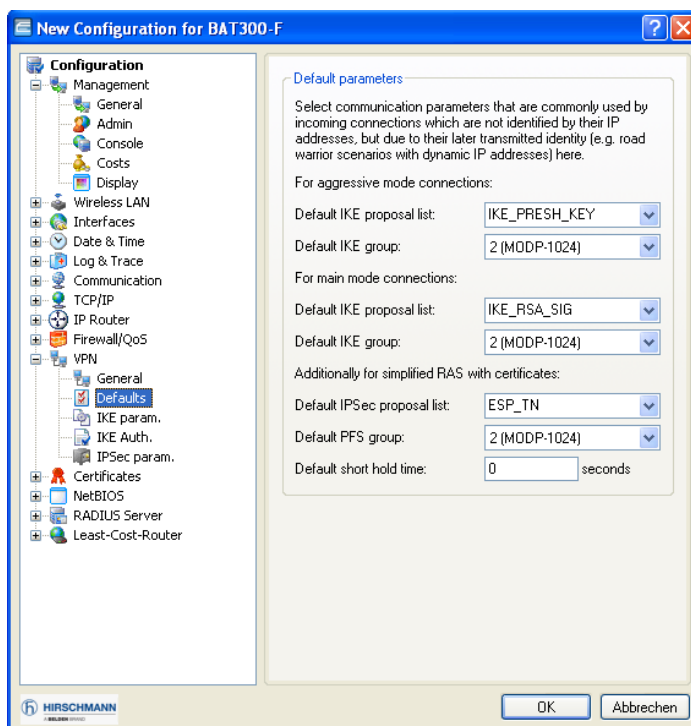 New Configuration for BAT300-F
Configuration
Management
General
Admin
Console
Costs
Display
Wireless LAN
Interfaces
Date & Time
Log & Trace
Communication
TCP/IP
IP Router
Firewall/QoS
VPN
General
Defaults
IKE param.
IKE Auth.
IPSec param.
Certificates
NetBIOS
RADIUS Server
Least-Cost-Router
Default parameters
Select communication parameters that are commonly used by
incoming connections which are not identified by their IP
addresses, but due to their later transmitted identity (e.g. road
warrior scenarios with dynamic IP addresses) here.
For aggressive mode connections:
Default IKE proposal list: IKE_PRESH_KEY
Default IKE group: 2 (MODP-1024)
For main mode connections:
Default IKE proposal list: IKE_RSA_SIG
Default IKE group: 2 (MODP-1024)
Additionally for simplified RAS with certificates:
Default IPSec proposal list: ESP_TN
Default PFS group: 2 (MODP-1024)
Default short hold time: 0 seconds
HIRSCHMANN
A BELDEN BRAND
OK Abbrechen